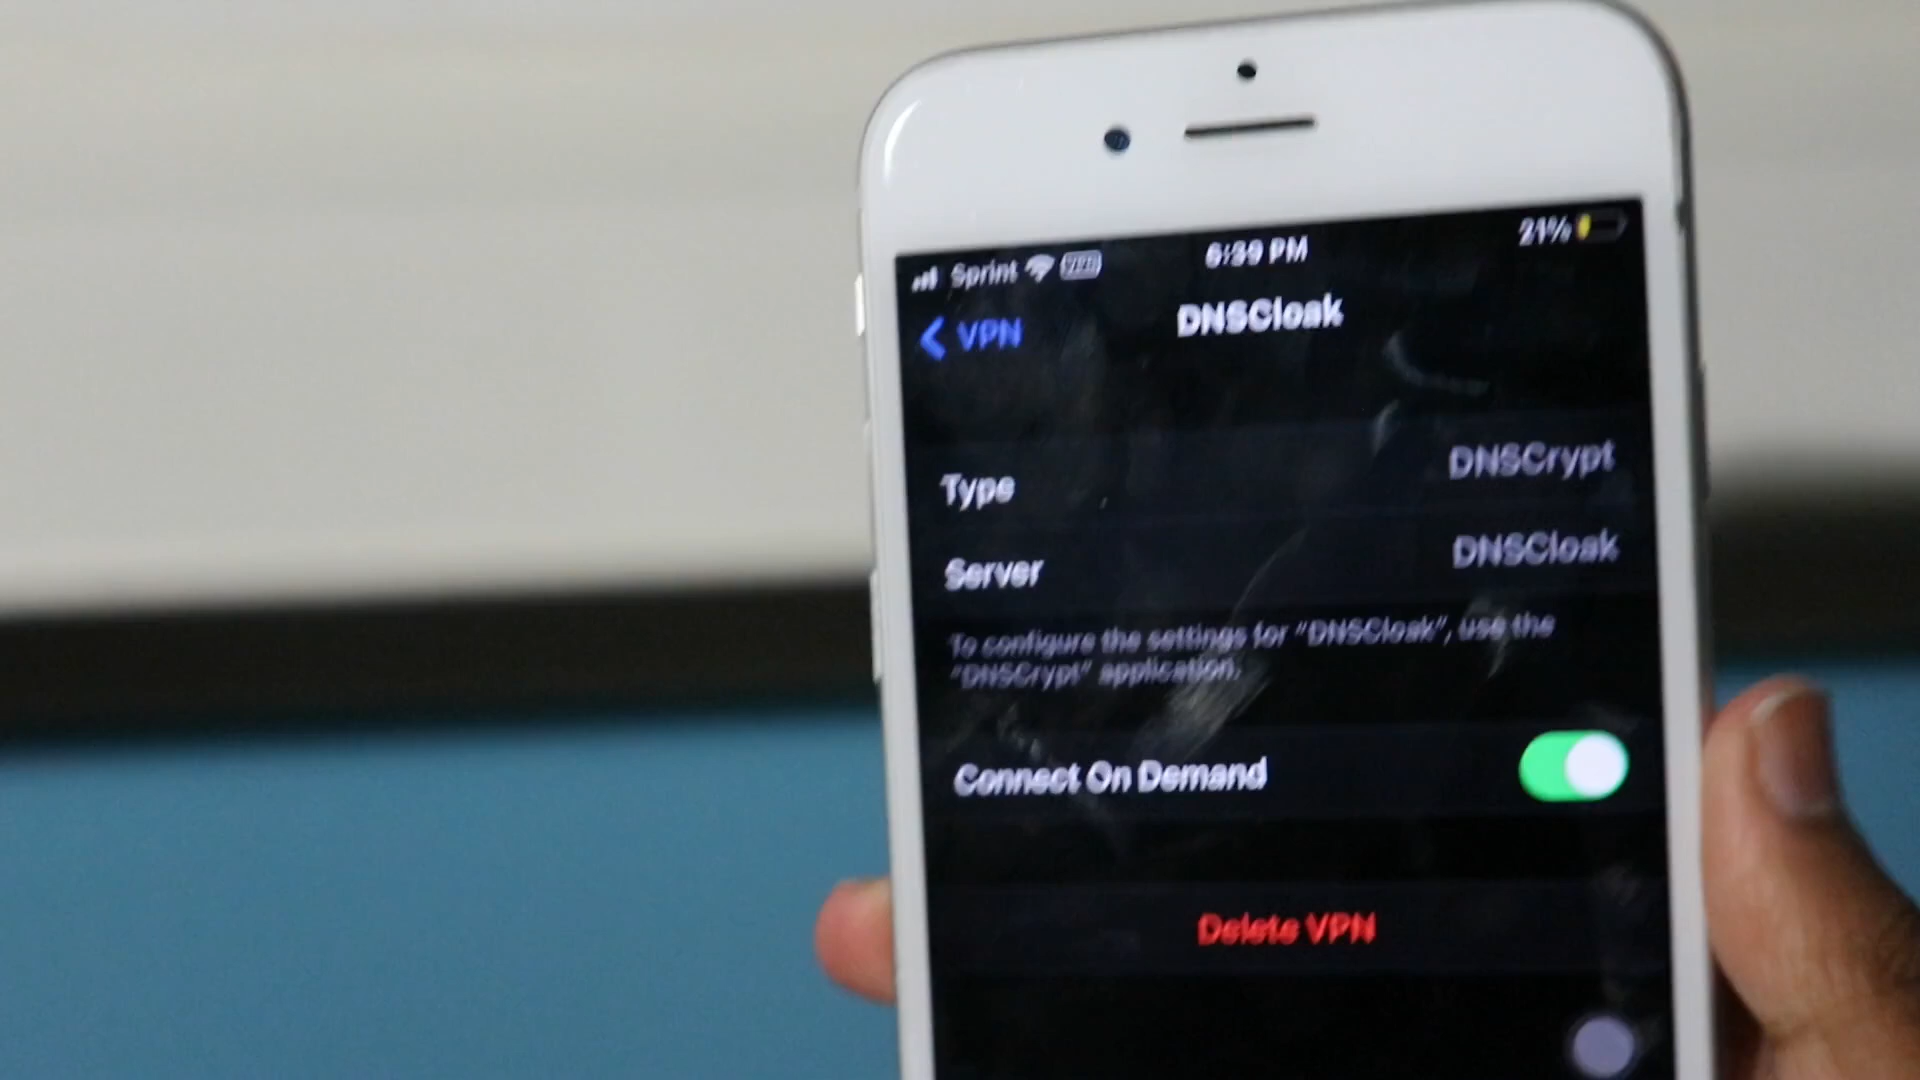 Sprint VPN 6:39 PM 21%
VPN DNSCloak
Type DNSCrypt
Server DNSCloak
To configure the settings for "DNSCloak", use the
"DNSCrypt" application.
Connect On Demand
Delete VPN